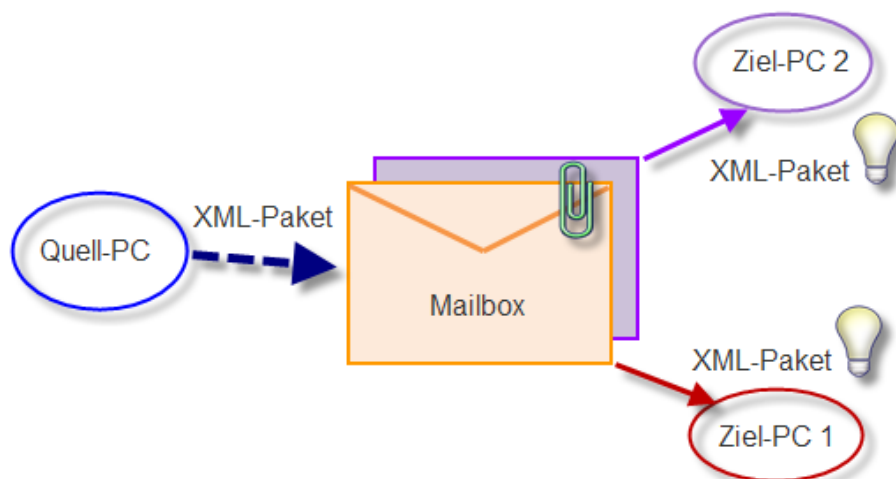 Ziel-PC 2
XML-Paket
XML-Paket
Quell-PC
Mailbox
XML-Paket
Ziel-PC 1